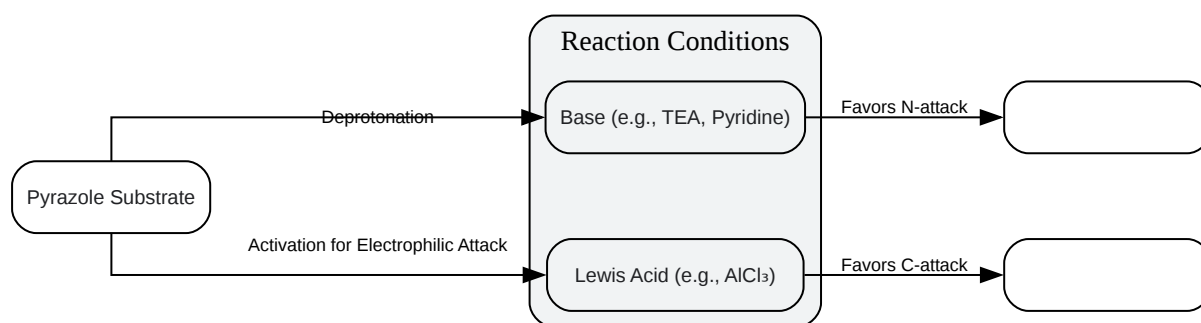 Reaction Conditions
Deprotonation
Base (e.g., TEA, Pyridine)
Favors N-attack
Pyrazole Substrate
Activation for Electrophilic Attack
Lewis Acid (e.g., AlCl₃)
Favors C-attack